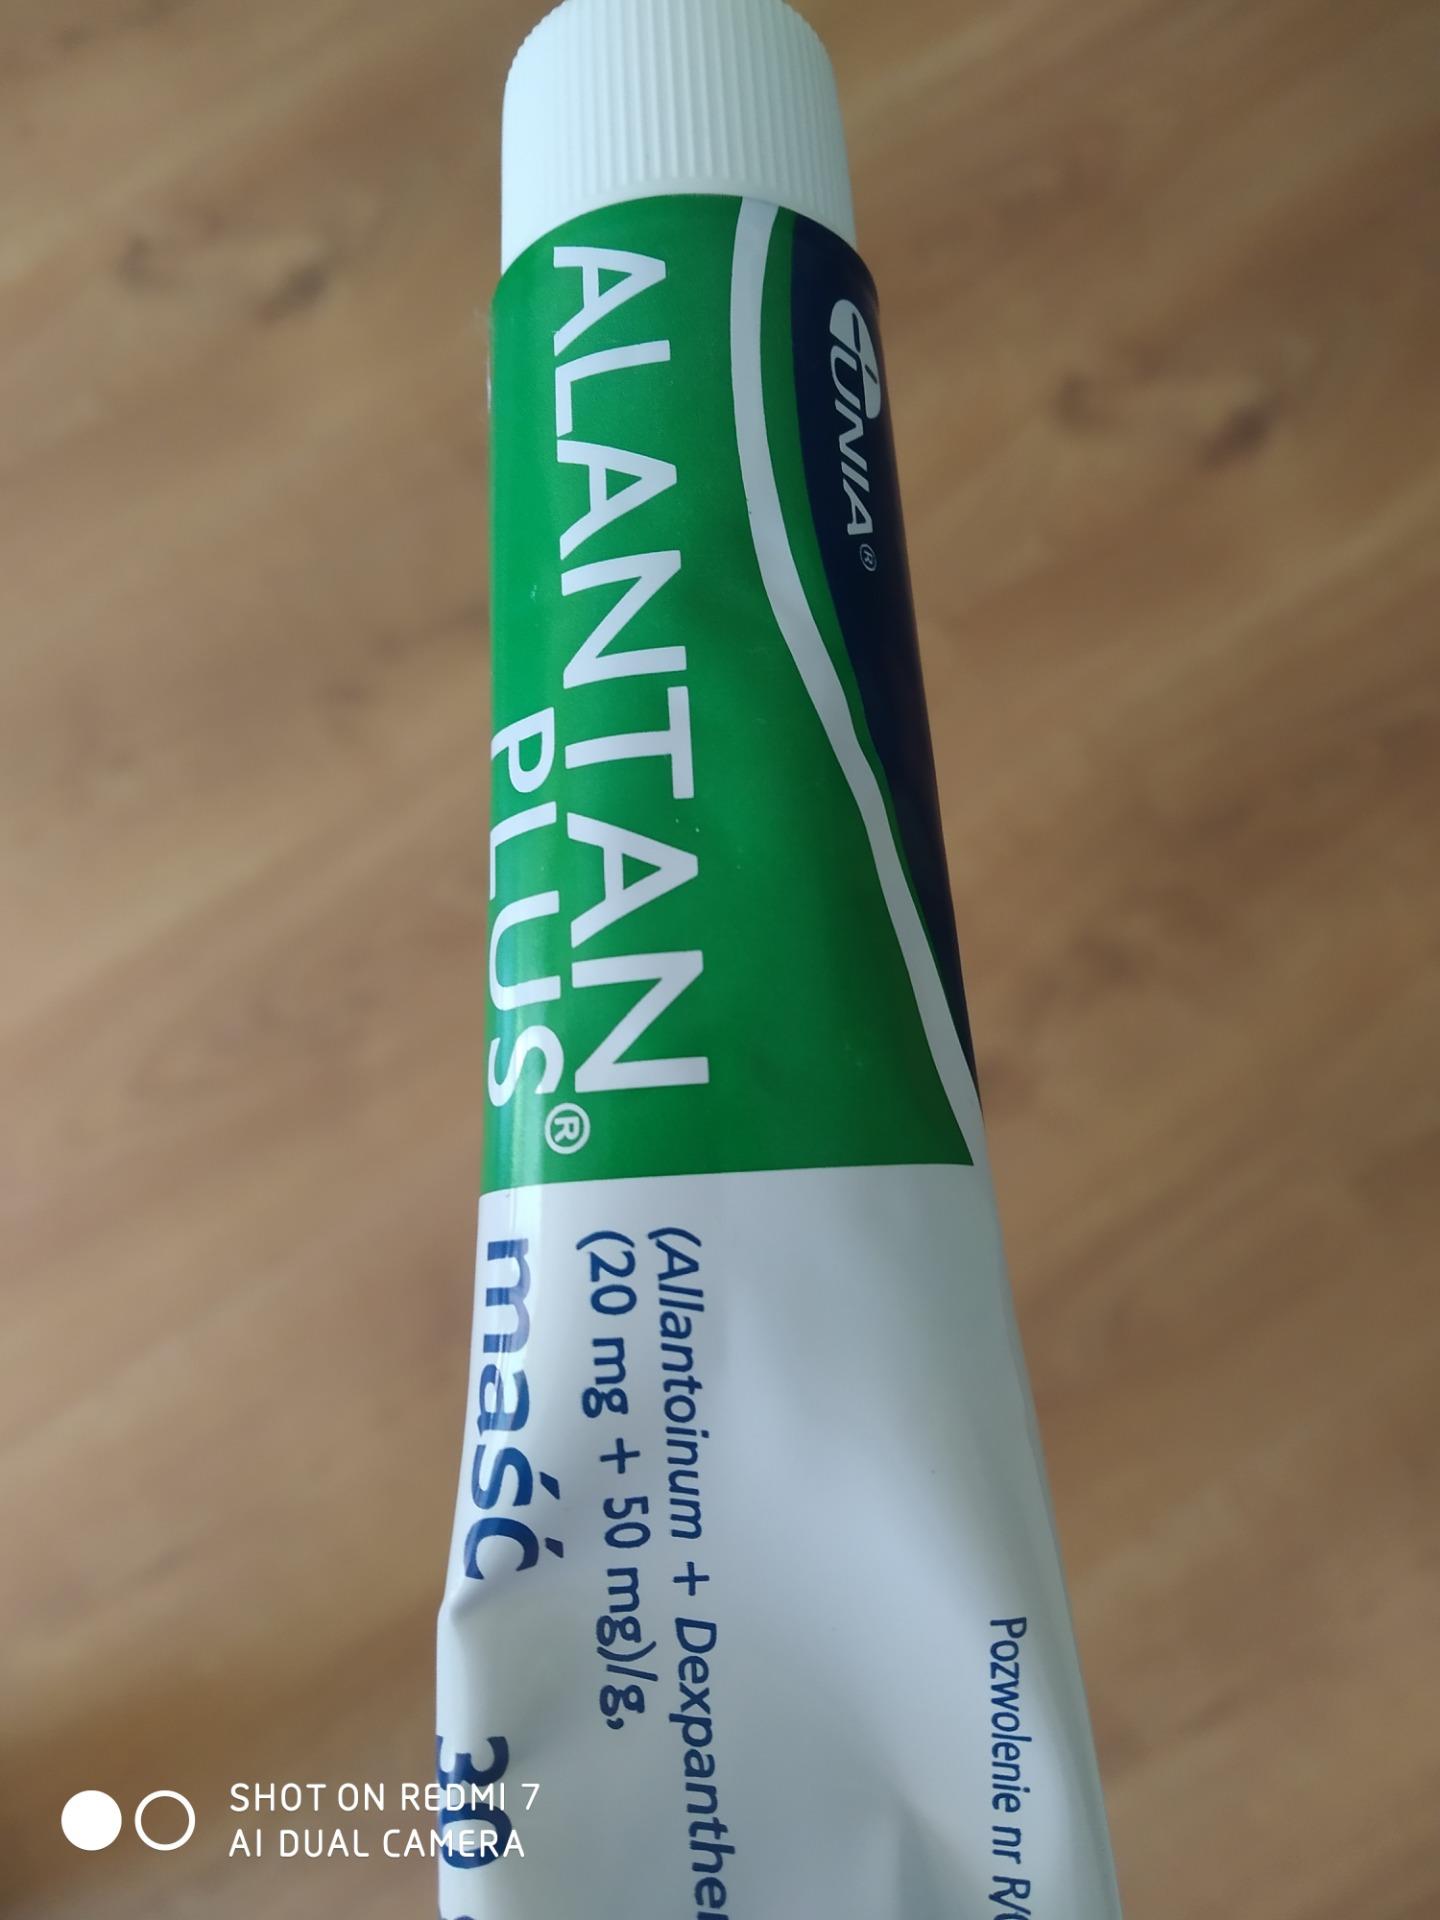 UNIA®
ALANTAN
PLUS®
(Allantoinum + Dexpanthe
(20 mg + 50 mg)/g,
maść 30
Pozwolenie nr R/
SHOT ON REDMI 7
AI DUAL CAMERA